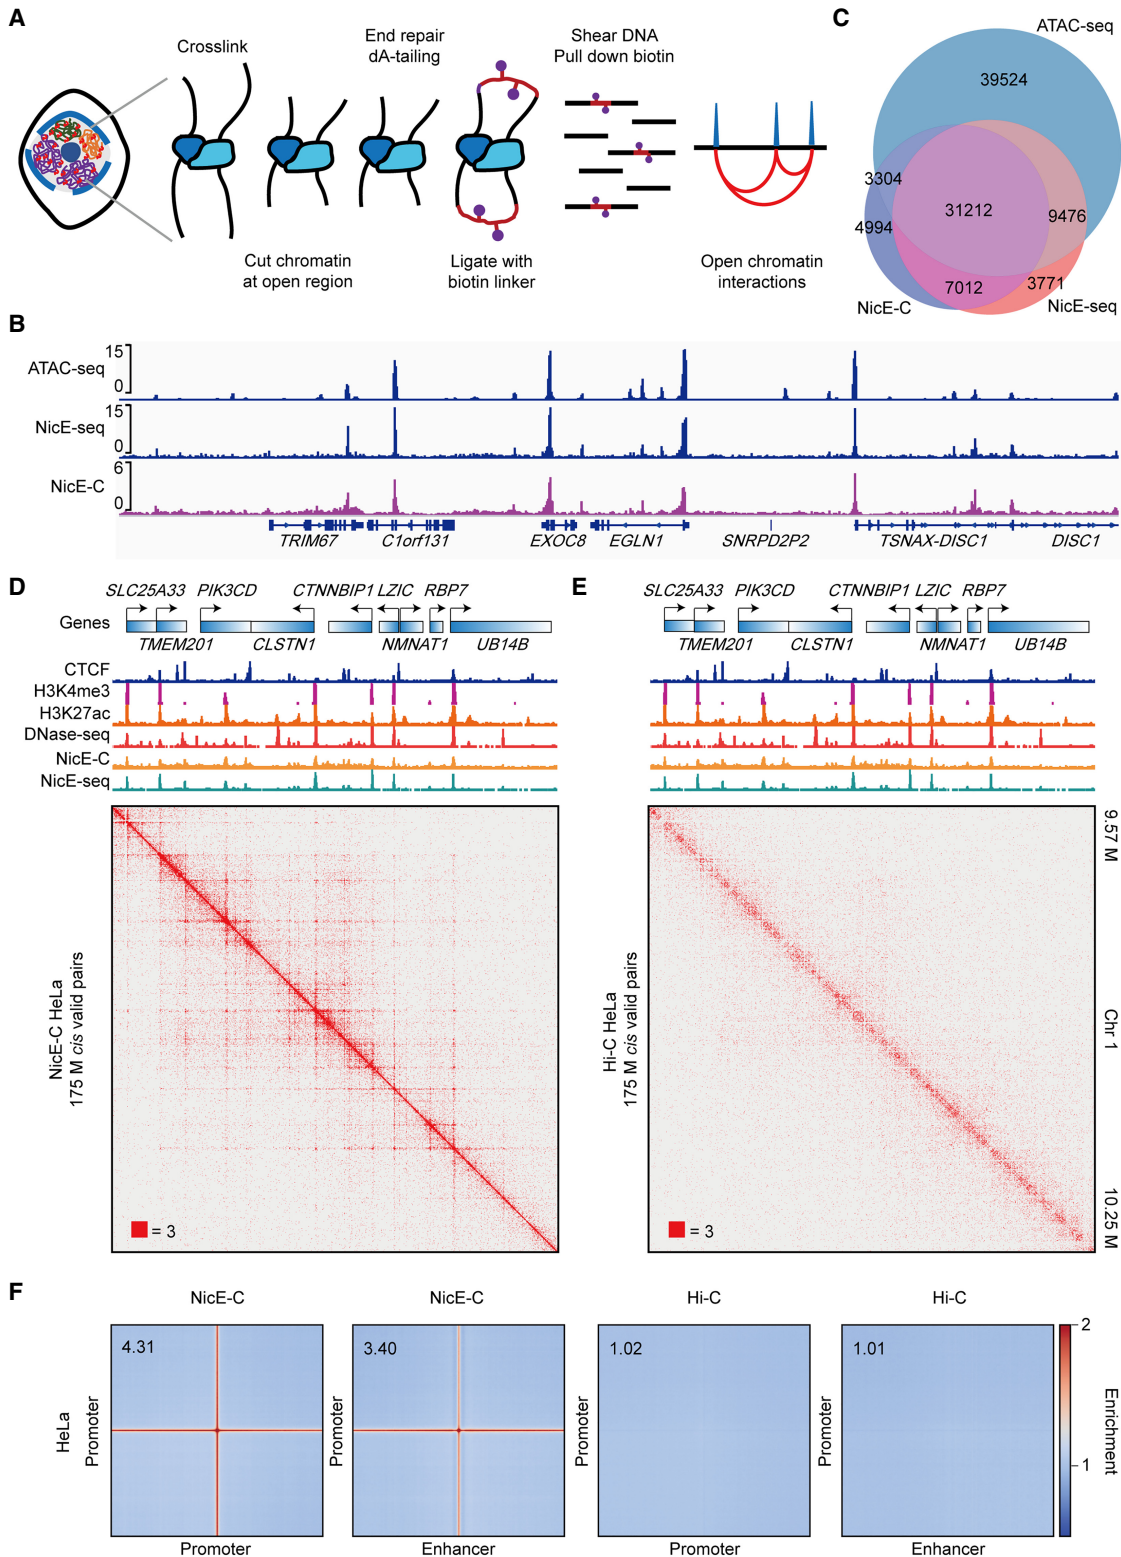 A
Crosslink
End repair
dA-tailing
Shear DNA
Pull down biotin
Cut chromatin
at open region
Ligate with
biotin linker
Open chromatin
interactions
C
ATAC-seq
39524
3304
31212
9476
4994
7012
3771
NicE-C
NicE-seq
B
ATAC-seq
15
0
NicE-seq
15
0
NicE-C
6
0
TRIM67 C1orf131 EXOC8 EGLN1 SNRPD2P2 TSNAX-DISC1 DISC1
D
SLC25A33 PIK3CD CTNNBIP1 LZIC RBP7
Genes
TMEM201 CLSTN1 NMNAT1 UB14B
CTCF
H3K4me3
H3K27ac
DNase-seq
NicE-C
NicE-seq
NicE-C HeLa
175 M cis valid pairs
= 3
E
SLC25A33 PIK3CD CTNNBIP1 LZIC RBP7
TMEM201 CLSTN1 NMNAT1 UB14B
Hi-C HeLa
175 M cis valid pairs
= 3
9.57 M
Chr 1
10.25 M
F
NicE-C NicE-C Hi-C Hi-C
HeLa
Promoter
4.31
Promoter
Promoter
3.40
Enhancer
Promoter
1.02
Promoter
Promoter
1.01
Enhancer
2
1
Enrichment